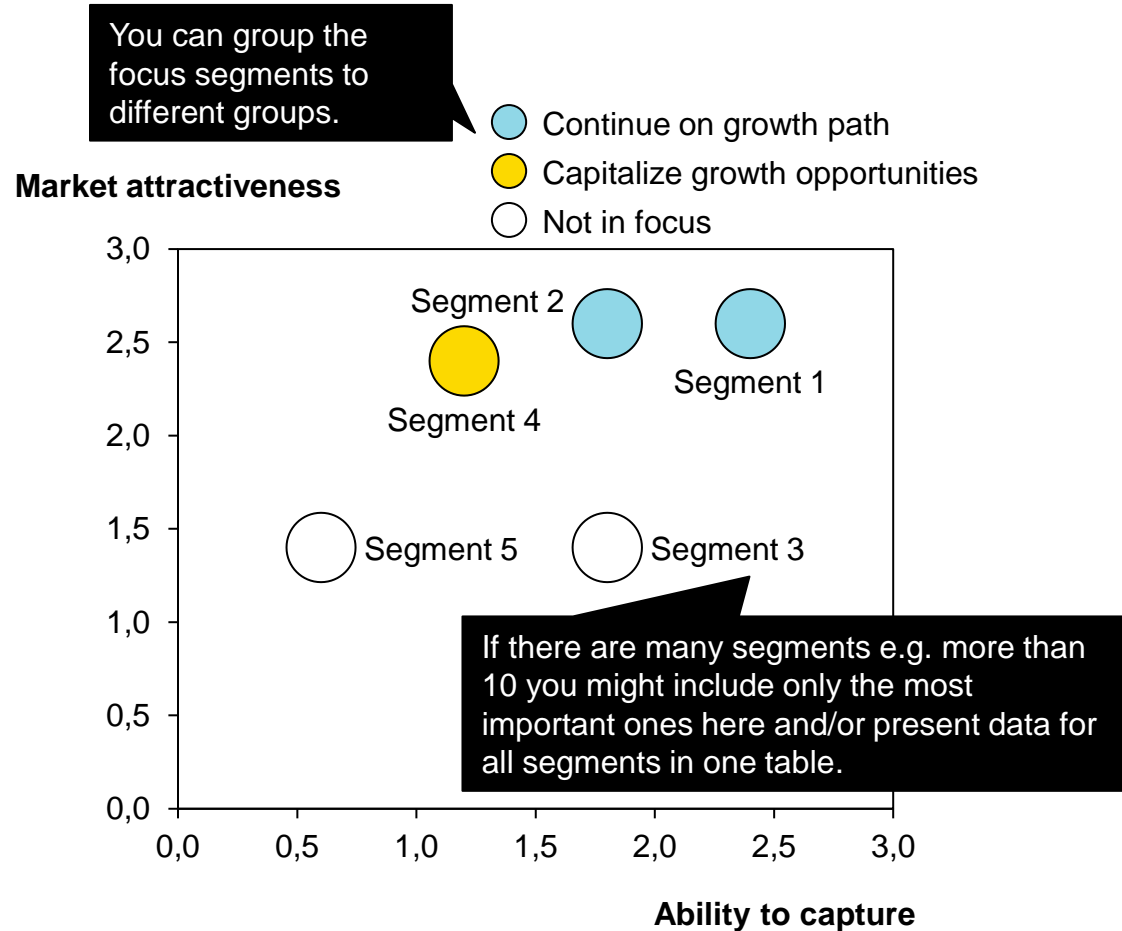 You can group the
focus segments to
different groups.
Continue on growth path
Capitalize growth opportunities
Not in focus
Market attractiveness
3,0
2,5
2,0
1,5
1,0
0,5
0,0
Segment 2
Segment 1
Segment 4
Segment 5
Segment 3
If there are many segments e.g. more than
10 you might include only the most
important ones here and/or present data for
all segments in one table.
0,0 0,5 1,0 1,5 2,0 2,5 3,0
Ability to capture